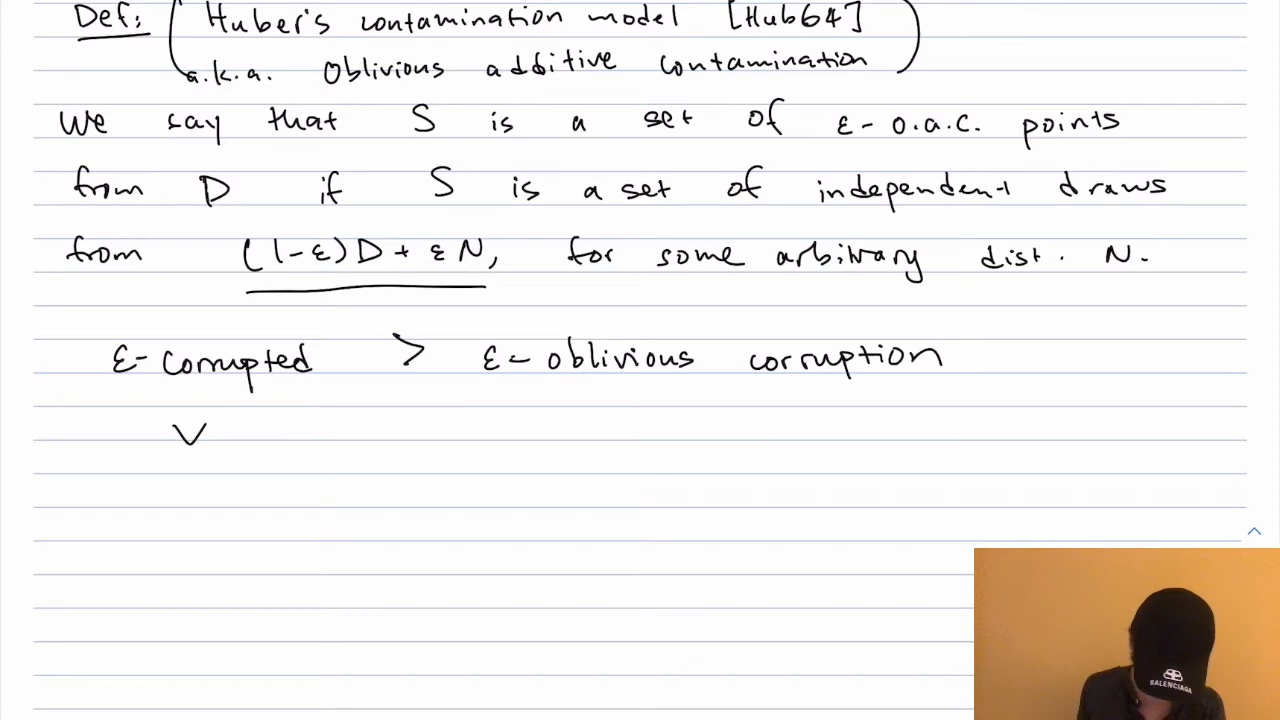 Def: (Huber's contamination model [Hub64]
a.k.a. Oblivious additive contamination)
We say that S is a set of ε-o.a.c. points
from D if S is a set of independent draws
from (1-ε)D + εN, for some arbitrary dist. N.
ε-corrupted > ε-oblivious corruption
V
BALENCIAGA